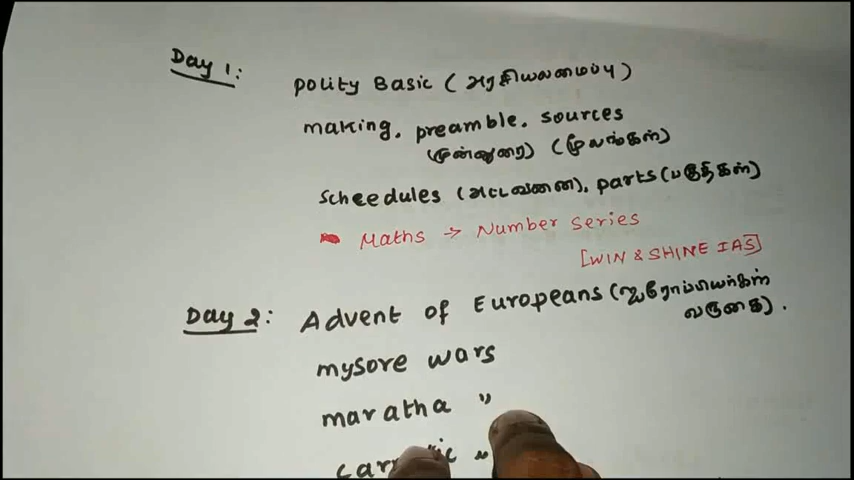 Day 1:
Polity Basic (அரசியலமைப்பு)
making, preamble, sources
(முன்னுரை) (மூலங்கள்)
Scheedules (அட்டவணை), parts (பகுதிகள்)
Maths → Number Series
[WIN & SHINE IAS]
Day 2: Advent of Europeans (ஐரோப்பியர்கள்
வருகை).
mysore wars
maratha "